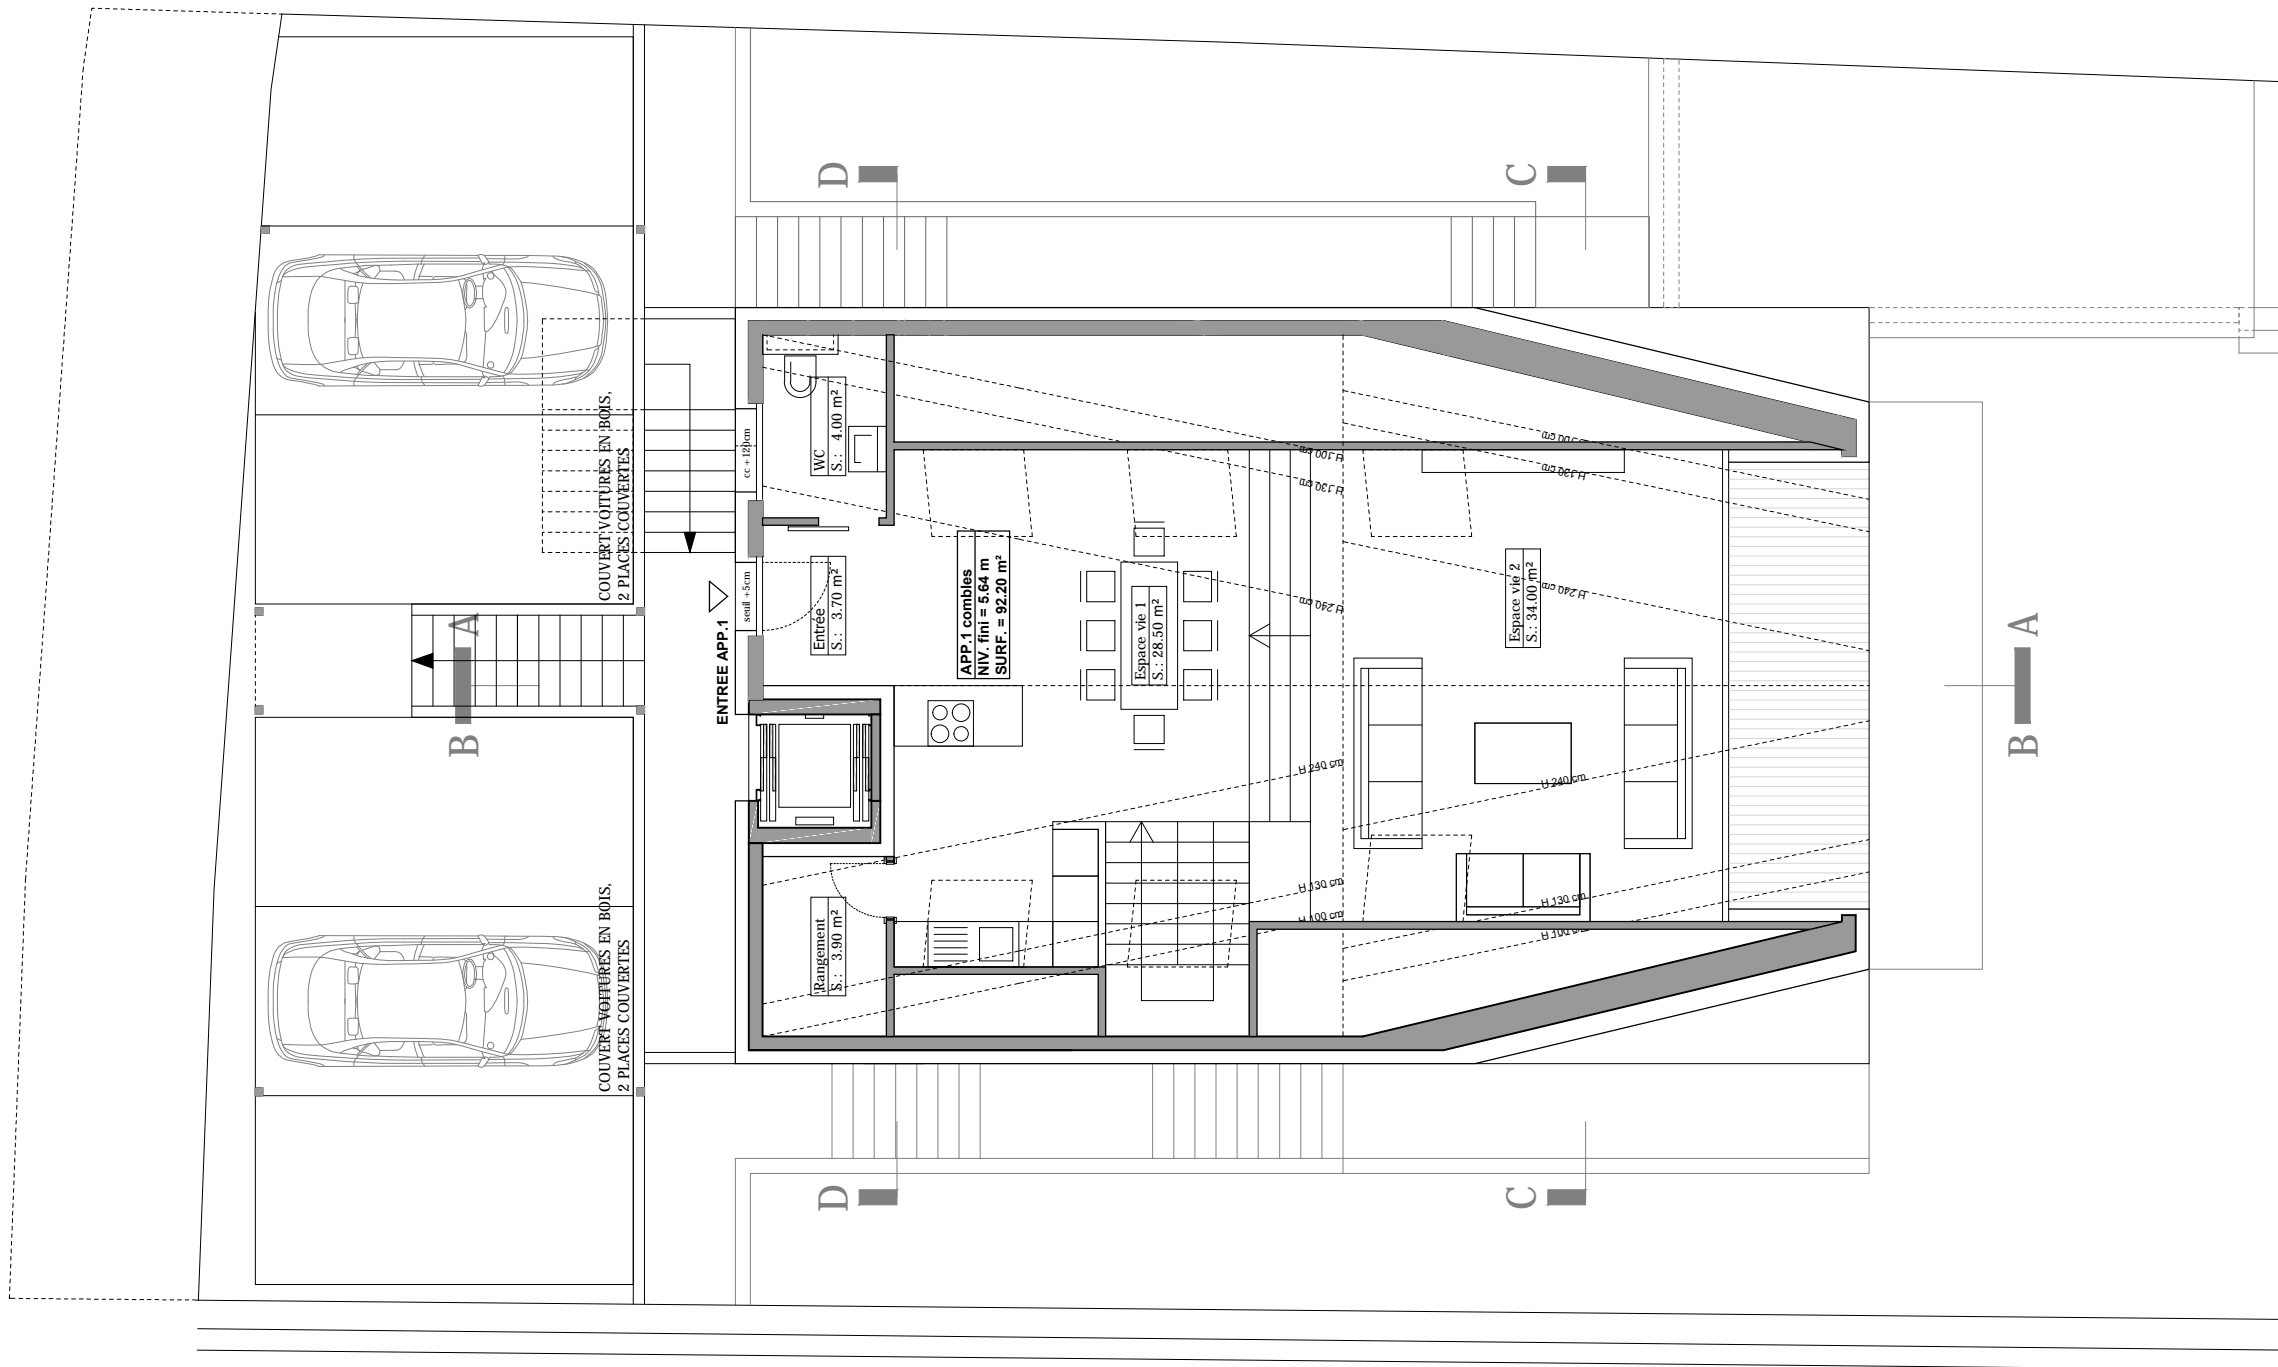 COUVERT VOITURES EN BOIS,
2 PLACES COUVERTES
COUVERT VOITURES EN BOIS,
2 PLACES COUVERTES
A
B
D
C
D
C
A
B
ENTREE APP.1
cc + 120cm
seuil +5cm
WC
S.: 4.00 m²
Entrée
S.: 3.70 m²
Rangement
S.: 3.90 m²
APP.1 combles
NIV. fini = 5.64 m
SURF. = 92.20 m²
Espace vie 1
S.: 28.50 m²
Espace vie 2
S.: 34.00 m²
H 100 cm
H 130 cm
H 240 cm
H 240 cm
H 130 cm
H 100 cm
H 100 cm
H 130 cm
H 240 cm
H 240 cm
H 130 cm
H 100 cm